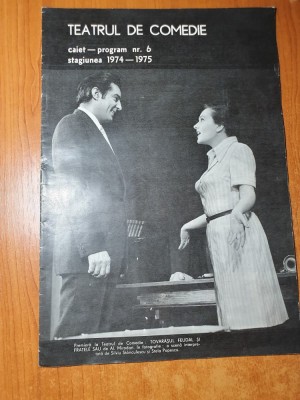 TEATRUL DE COMEDIE
caiet — program nr. 6
stagiunea 1974 — 1975
Premieră la Teatrul de Comedie : TOVARĂȘUL FEUDAL ȘI
FRATELE SĂU de Al. Mirodan. În fotografie : o scenă interpre-
tată de Silviu Stănculescu și Stela Popescu